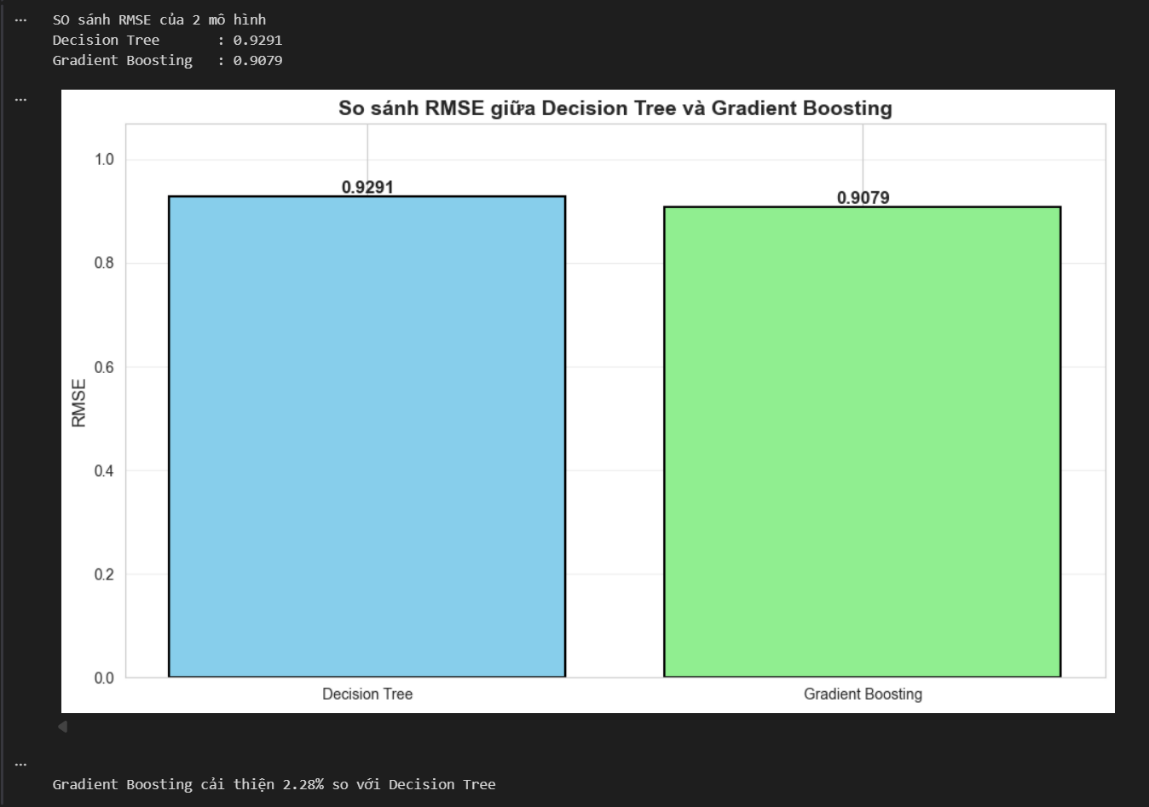 SO sánh RMSE của 2 mô hình
Decision Tree : 0.9291
Gradient Boosting : 0.9079
So sánh RMSE giữa Decision Tree và Gradient Boosting
1.0
0.8
0.6
0.4
0.2
0.0
RMSE
0.9291
0.9079
Decision Tree
Gradient Boosting
Gradient Boosting cải thiện 2.28% so với Decision Tree